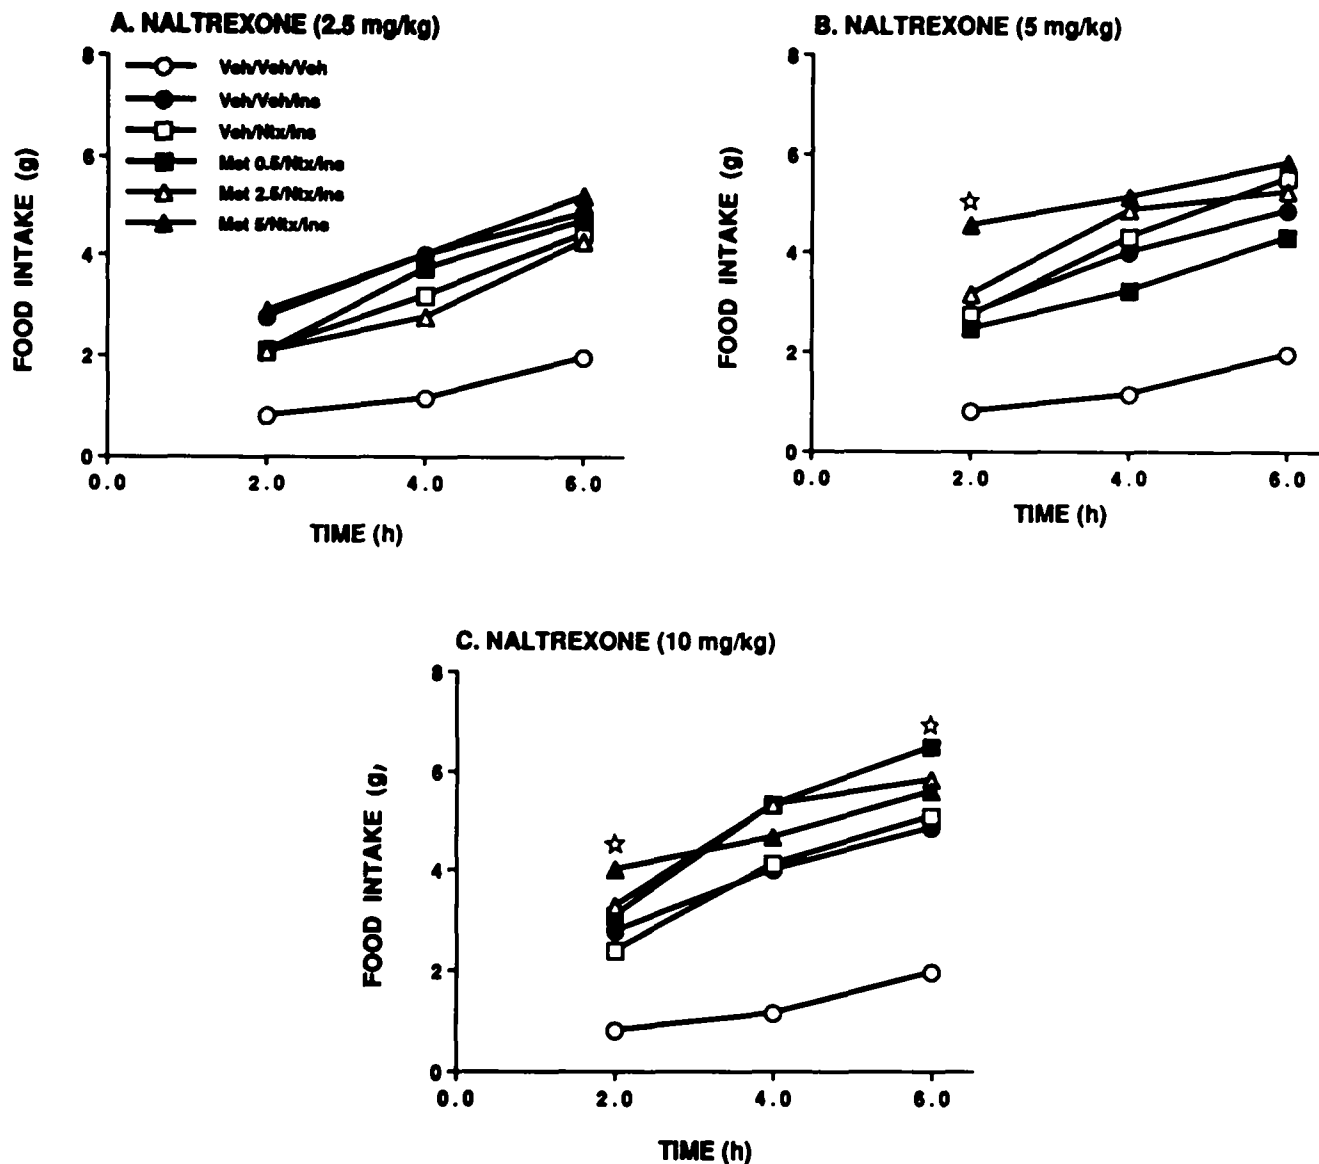 A. NALTREXONE (2.5 mg/kg)
8
6
4
2
0
FOOD INTAKE (g)
Veh/Veh/Veh
Veh/Veh/Ins
Veh/Ntx/Ins
Met 0.5/Ntx/Ins
Met 2.5/Ntx/Ins
Met 5/Ntx/Ins
0.0 2.0 4.0 6.0
TIME (h)
B. NALTREXONE (5 mg/kg)
8
6
4
2
0
FOOD INTAKE (g)
0.0 2.0 4.0 6.0
TIME (h)
C. NALTREXONE (10 mg/kg)
8
6
4
2
0
FOOD INTAKE (g)
0.0 2.0 4.0 6.0
TIME (h)